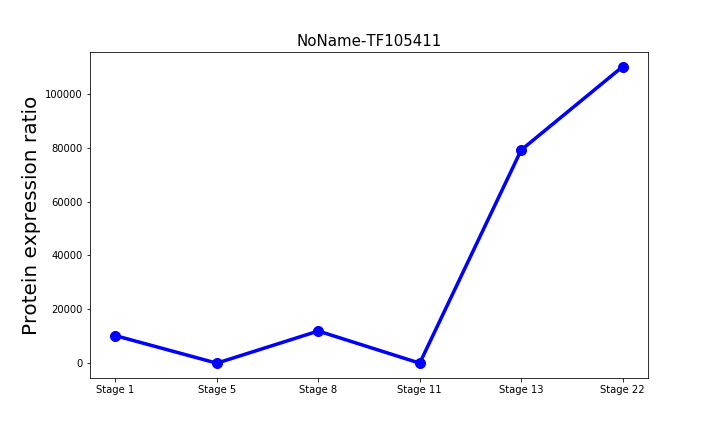 NoName-TF105411
Protein expression ratio
100000
80000
60000
40000
20000
0
Stage 1 Stage 5 Stage 8 Stage 11 Stage 13 Stage 22